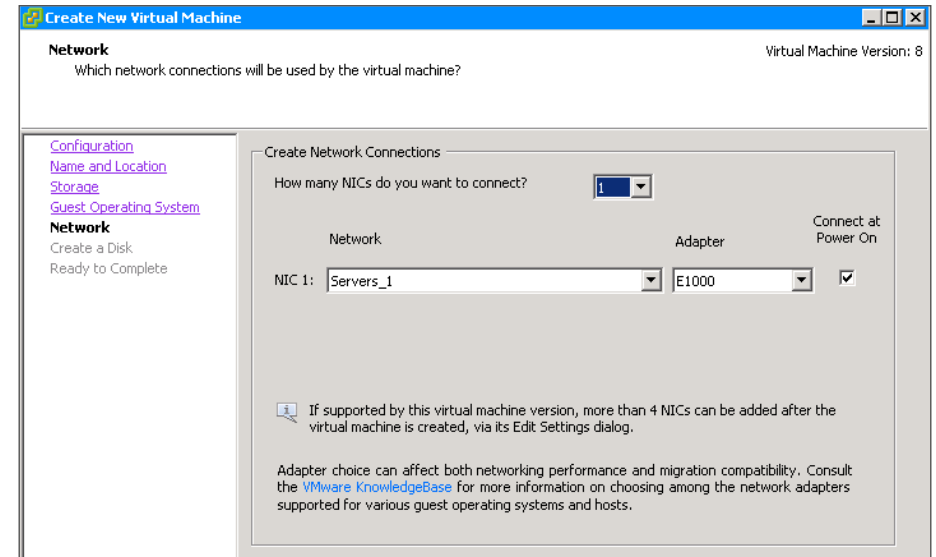 Create New Virtual Machine
Network
Virtual Machine Version: 8
Which network connections will be used by the virtual machine?
Configuration
Name and Location
Storage
Guest Operating System
Network
Create a Disk
Ready to Complete
Create Network Connections
How many NICs do you want to connect?
1
Network
Adapter
Connect at
Power On
NIC 1:
Servers_1
E1000
If supported by this virtual machine version, more than 4 NICs can be added after the
virtual machine is created, via its Edit Settings dialog.
Adapter choice can affect both networking performance and migration compatibility. Consult
the VMware KnowledgeBase for more information on choosing among the network adapters
supported for various guest operating systems and hosts.